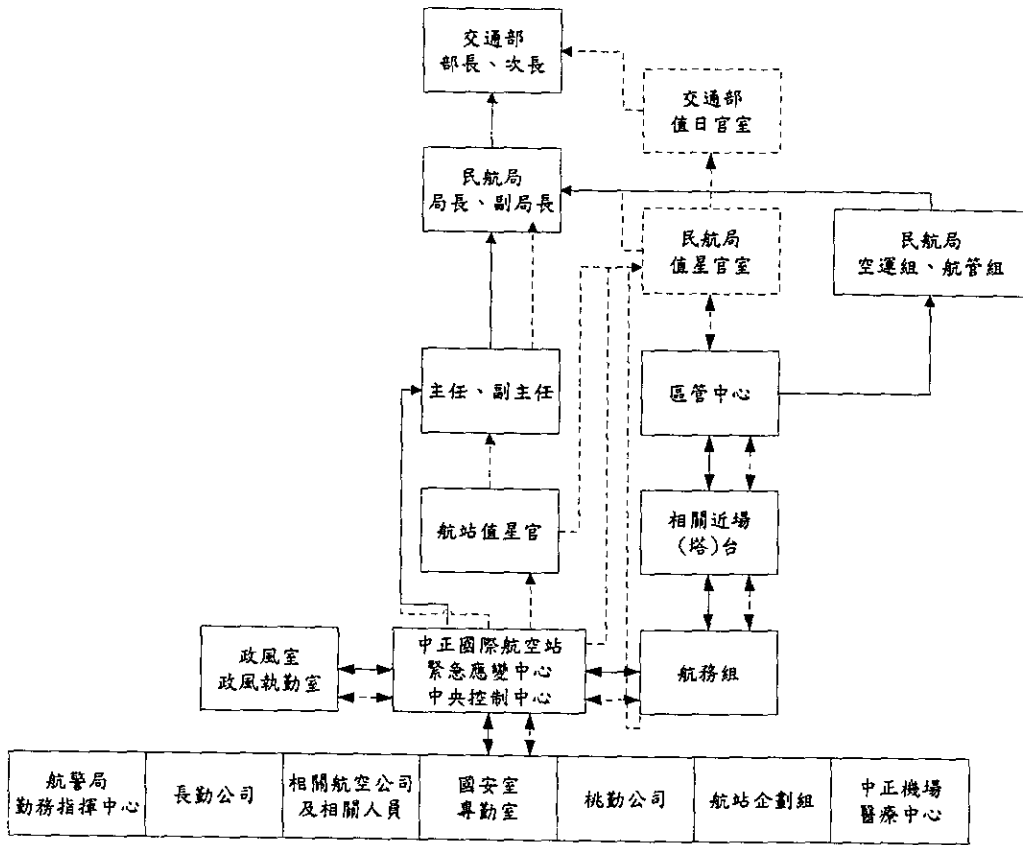 交通部
部長、次長
交通部
值日官室
民航局
局長、副局長
民航局
值星官室
民航局
空運組、航管組
主任、副主任
區管中心
航站值星官
相關近場
(塔)台
政風室
政風執勤室
中正國際航空站
緊急應變中心
中央控制中心
航務組
航警局
勤務指揮中心
長勤公司
相關航空公司
及相關人員
國安室
專勤室
桃勤公司
航站企劃組
中正機場
醫療中心